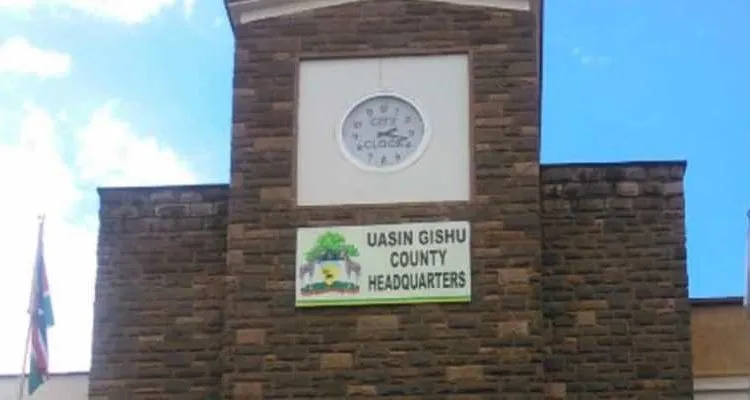 CITY
CLOCK
UASIN GISHU
COUNTY
HEADQUARTERS